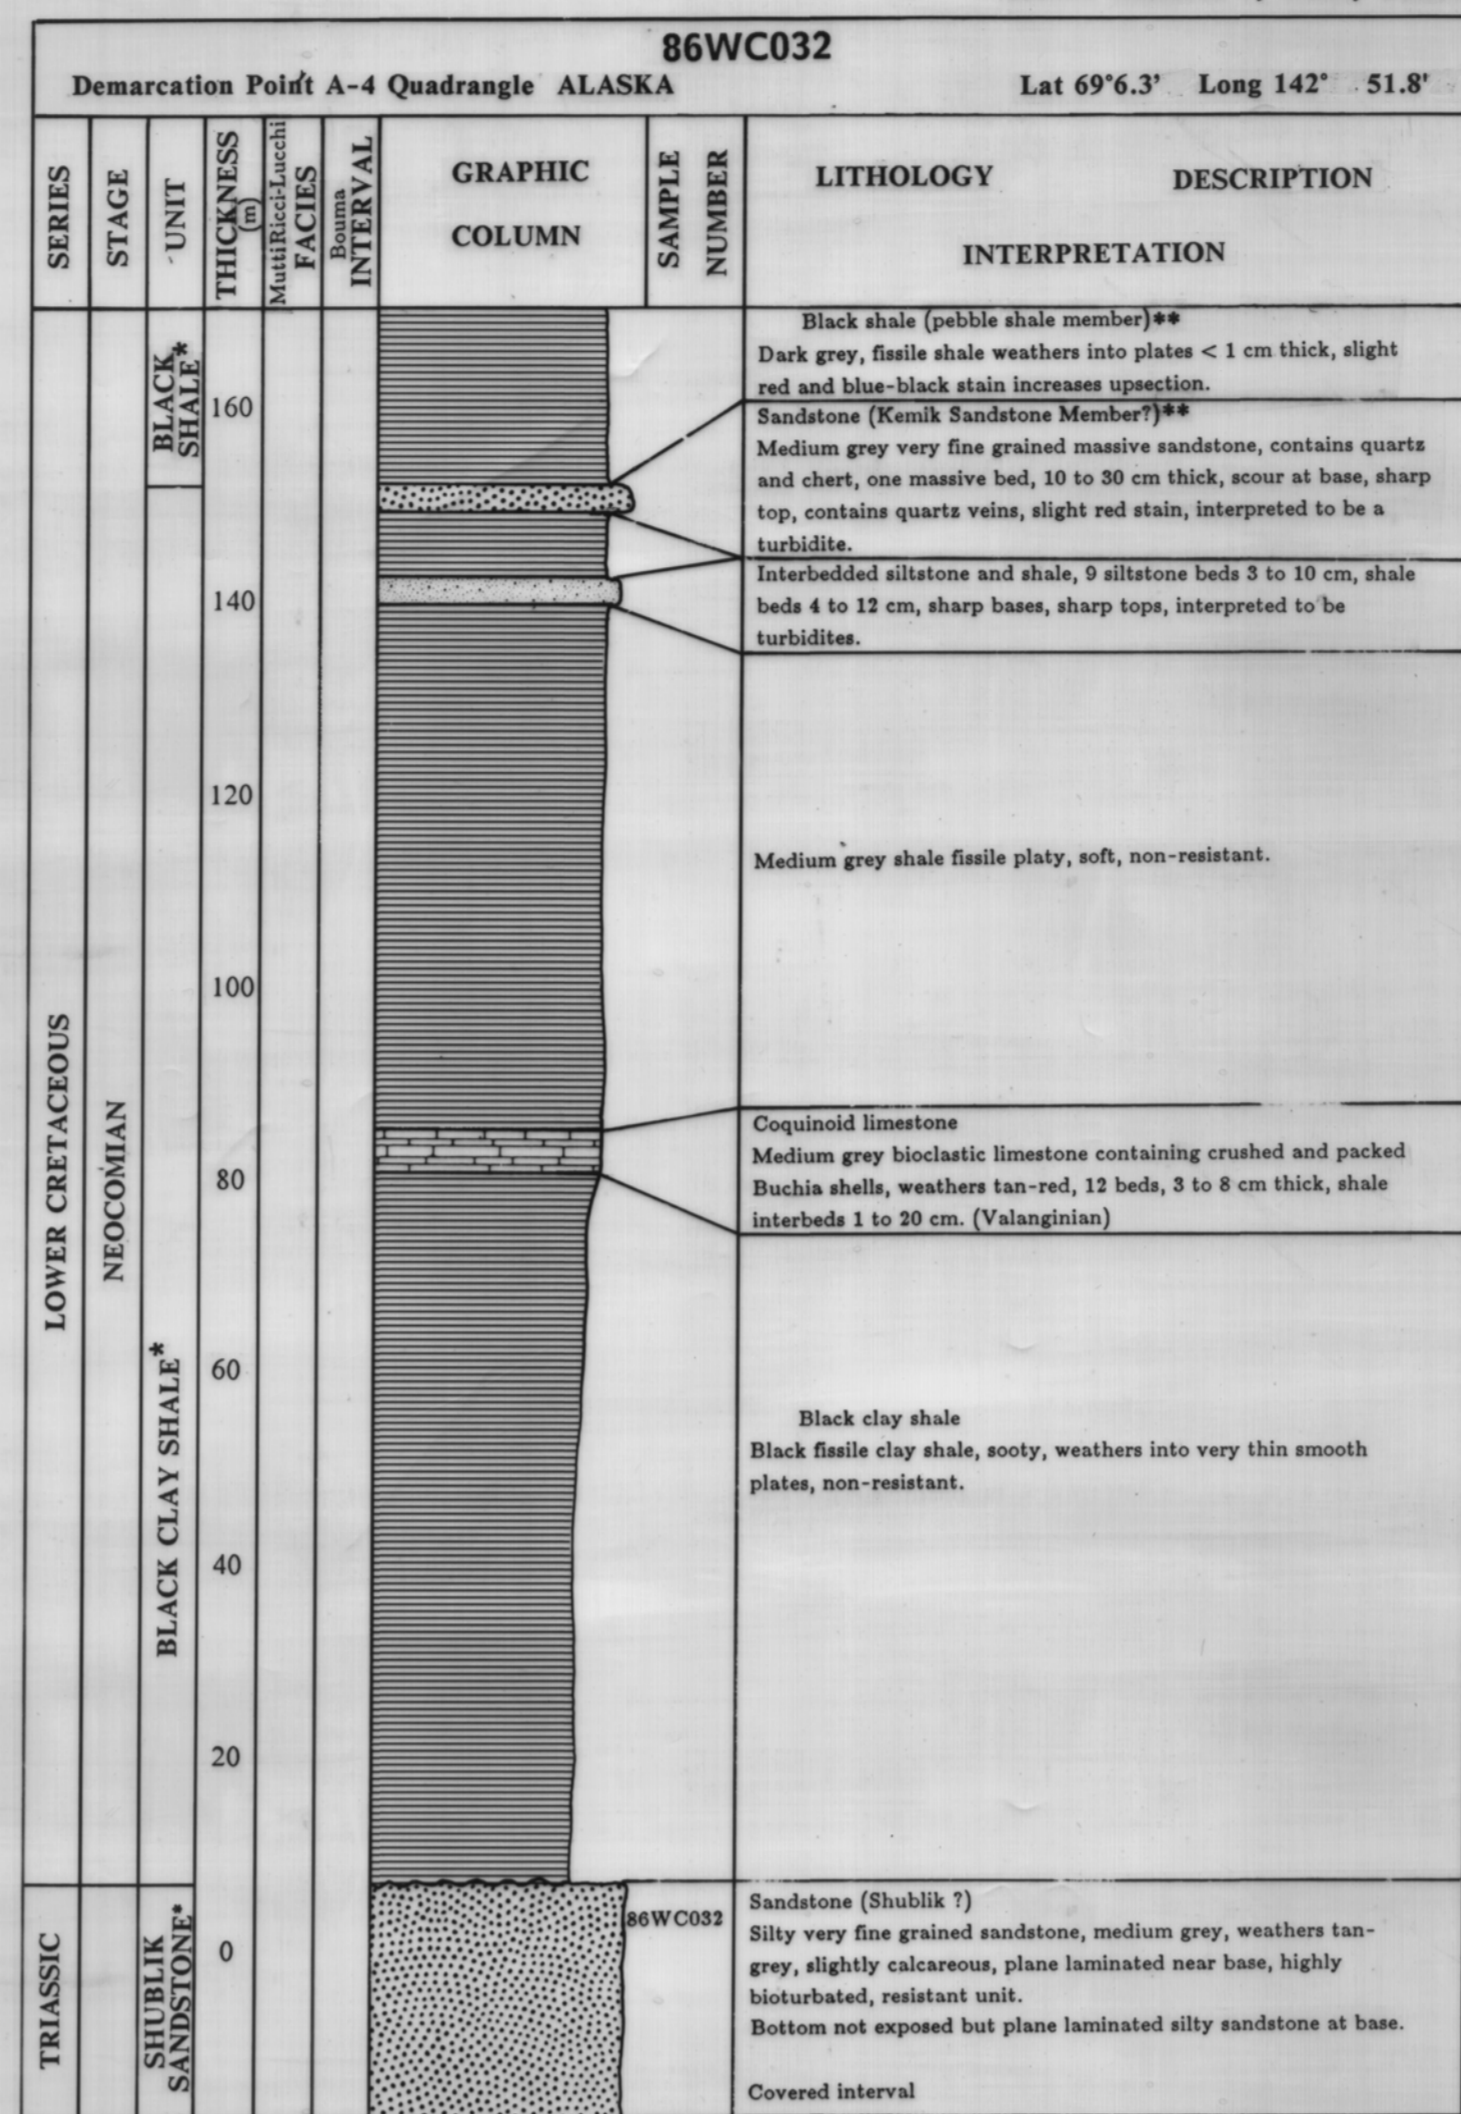 86WC032
Demarcation Point A-4 Quadrangle ALASKA Lat 69°6.3' Long 142° 51.8'
SERIES
STAGE
UNIT
THICKNESS
(m)
MuttiRicci-Lucchi
FACIES
Bouma
INTERVAL
GRAPHIC
COLUMN
SAMPLE
NUMBER
LITHOLOGY DESCRIPTION
INTERPRETATION
LOWER CRETACEOUS
TRIASSIC
NEOCOMIAN
BLACK
SHALE*
BLACK CLAY SHALE*
SHUBLIK
SANDSTONE*
160
140
120
100
80
60
40
20
0
86WC032
Black shale (pebble shale member)**
Dark grey, fissile shale weathers into plates < 1 cm thick, slight
red and blue-black stain increases upsection.
Sandstone (Kemik Sandstone Member?)**
Medium grey very fine grained massive sandstone, contains quartz
and chert, one massive bed, 10 to 30 cm thick, scour at base, sharp
top, contains quartz veins, slight red stain, interpreted to be a
turbidite.
Interbedded siltstone and shale, 9 siltstone beds 3 to 10 cm, shale
beds 4 to 12 cm, sharp bases, sharp tops, interpreted to be
turbidites.
Medium grey shale fissile platy, soft, non-resistant.
Coquinoid limestone
Medium grey bioclastic limestone containing crushed and packed
Buchia shells, weathers tan-red, 12 beds, 3 to 8 cm thick, shale
interbeds 1 to 20 cm. (Valanginian)
Black clay shale
Black fissile clay shale, sooty, weathers into very thin smooth
plates, non-resistant.
Sandstone (Shublik ?)
Silty very fine grained sandstone, medium grey, weathers tan-
grey, slightly calcareous, plane laminated near base, highly
bioturbated, resistant unit.
Bottom not exposed but plane laminated silty sandstone at base.
Covered interval